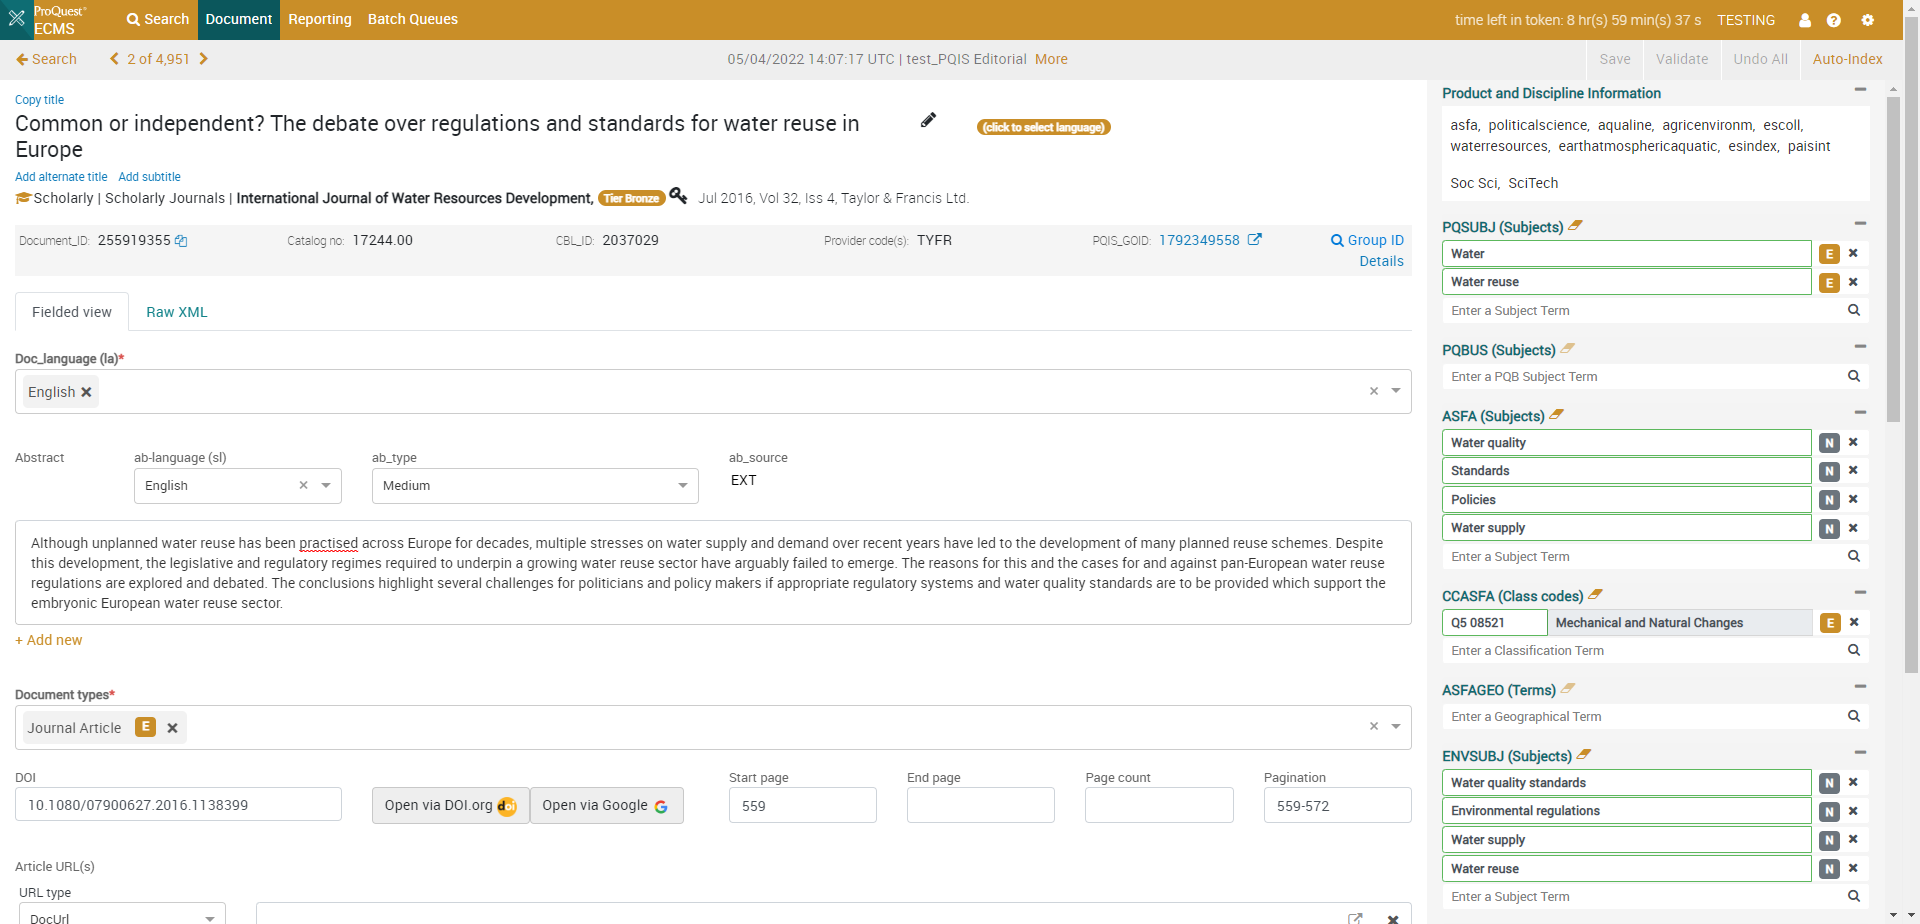 ProQuest ECMS
Search Document Reporting Batch Queues
time left in token: 8 hr(s) 59 min(s) 37 s TESTING
Search 2 of 4,951
05/04/2022 14:07:17 UTC | test_PQIS Editorial More
Save Validate Undo All Auto-Index
Copy title
Common or independent? The debate over regulations and standards for water reuse in
Europe
(click to select language)
Add alternate title Add subtitle
Scholarly | Scholarly Journals | International Journal of Water Resources Development, Tier Bronze Jul 2016, Vol 32, Iss 4, Taylor & Francis Ltd.
Document_ID: 255919355 Catalog no: 17244.00 CBL_ID: 2037029 Provider code(s): TYFR PQIS_GOID: 1792349558 Group ID
Details
Fielded view Raw XML
Doc_language (la)*
English
Abstract ab-language (sl) ab_type ab_source
English Medium EXT
Although unplanned water reuse has been practised across Europe for decades, multiple stresses on water supply and demand over recent years have led to the development of many planned reuse schemes. Despite
this development, the legislative and regulatory regimes required to underpin a growing water reuse sector have arguably failed to emerge. The reasons for this and the cases for and against pan-European water reuse
regulations are explored and debated. The conclusions highlight several challenges for politicians and policy makers if appropriate regulatory systems and water quality standards are to be provided which support the
embryonic European water reuse sector.
+ Add new
Document types*
Journal Article E
DOI Start page End page Page count Pagination
10.1080/07900627.2016.1138399 Open via DOI.org doi Open via Google 559 559-572
Article URL(s)
URL type
DocUrl
Product and Discipline Information
asfa, politicalscience, aqualine, agricenvironm, escoll,
waterresources, earthatmosphericaquatic, esindex, paisint
Soc Sci, SciTech
PQSUBJ (Subjects)
Water E
Water reuse E
Enter a Subject Term
PQBUS (Subjects)
Enter a PQB Subject Term
ASFA (Subjects)
Water quality N
Standards N
Policies N
Water supply N
Enter a Subject Term
CCASFA (Class codes)
Q5 08521 Mechanical and Natural Changes E
Enter a Classification Term
ASFAGEO (Terms)
Enter a Geographical Term
ENVSUBJ (Subjects)
Water quality standards N
Environmental regulations N
Water supply N
Water reuse N
Enter a Subject Term